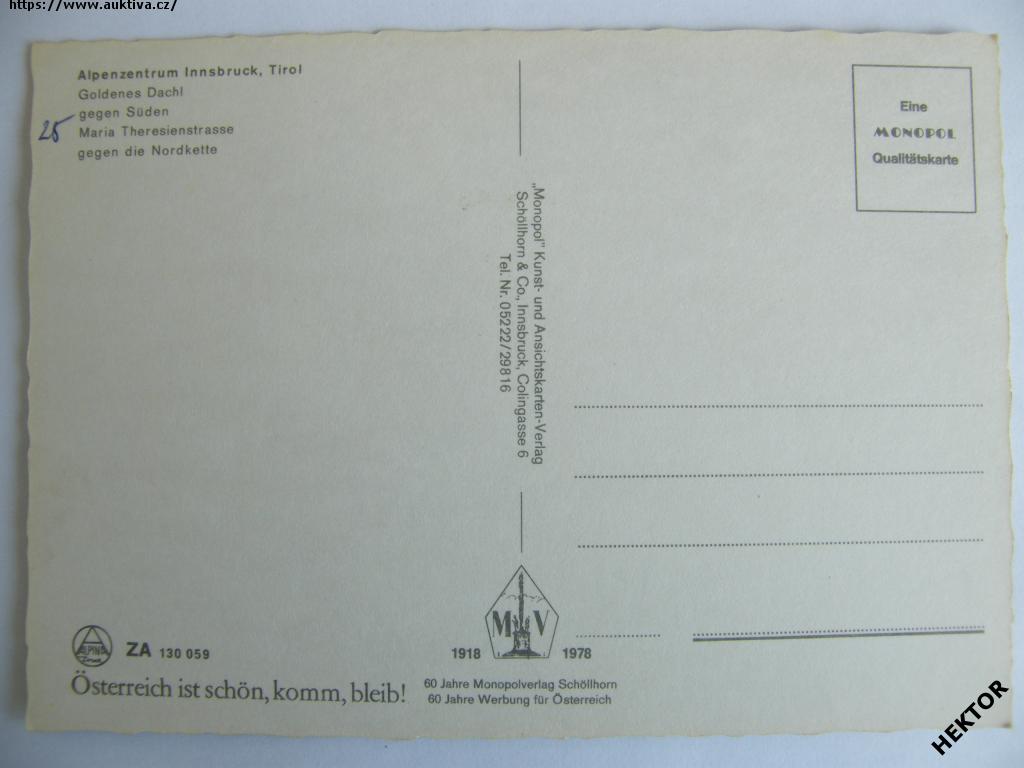 https://www.auktiva.cz/
Alpenzentrum Innsbruck, Tirol
Goldenes Dachl
gegen Süden
Maria Theresienstrasse
gegen die Nordkette
25
Eine
MONOPOL
Qualitätskarte
„Monopol" Kunst- und Ansichtskarten-Verlag
Schöllhorn & Co., Innsbruck, Colingasse 6
Tel. Nr. 05222/29816
ALPINA
ZA 130 059
Österreich ist schön, komm, bleib!
M V
1918 1978
60 Jahre Monopolverlag Schöllhorn
60 Jahre Werbung für Österreich
HEKTOR